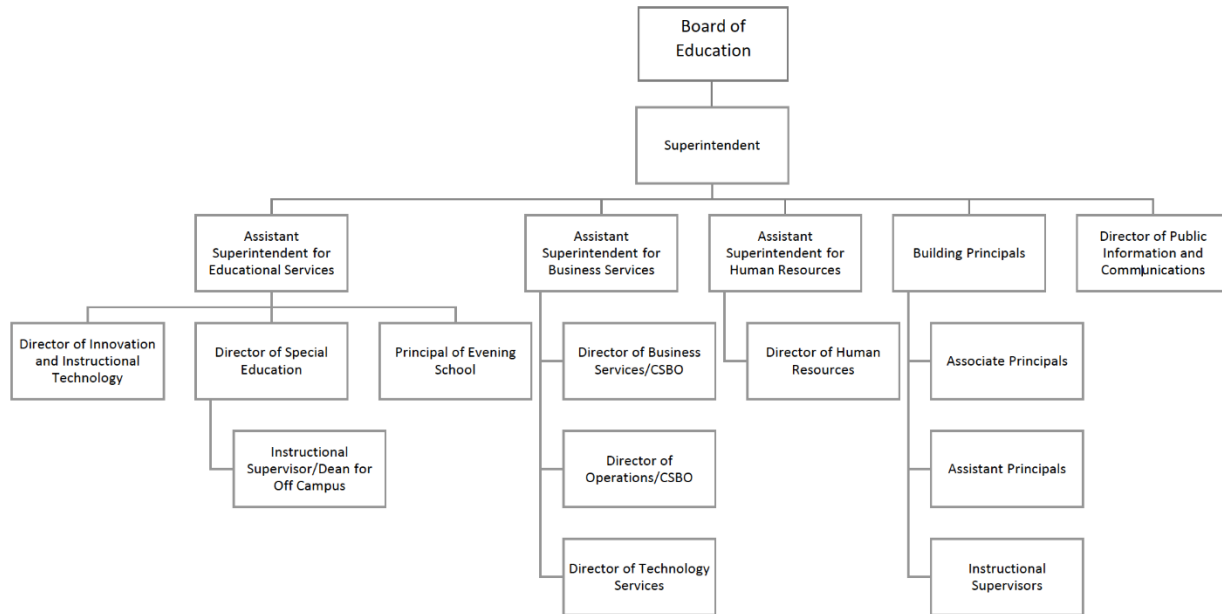 Board of
Education
Superintendent
Assistant
Superintendent for
Educational Services
Assistant
Superintendent for
Business Services
Assistant
Superintendent for
Human Resources
Building Principals
Director of Public
Information and
Communications
Director of Innovation
and Instructional
Technology
Director of Special
Education
Principal of Evening
School
Director of Business
Services/CSBO
Director of Human
Resources
Associate Principals
Instructional
Supervisor/Dean for
Off Campus
Director of
Operations/CSBO
Assistant Principals
Director of Technology
Services
Instructional
Supervisors